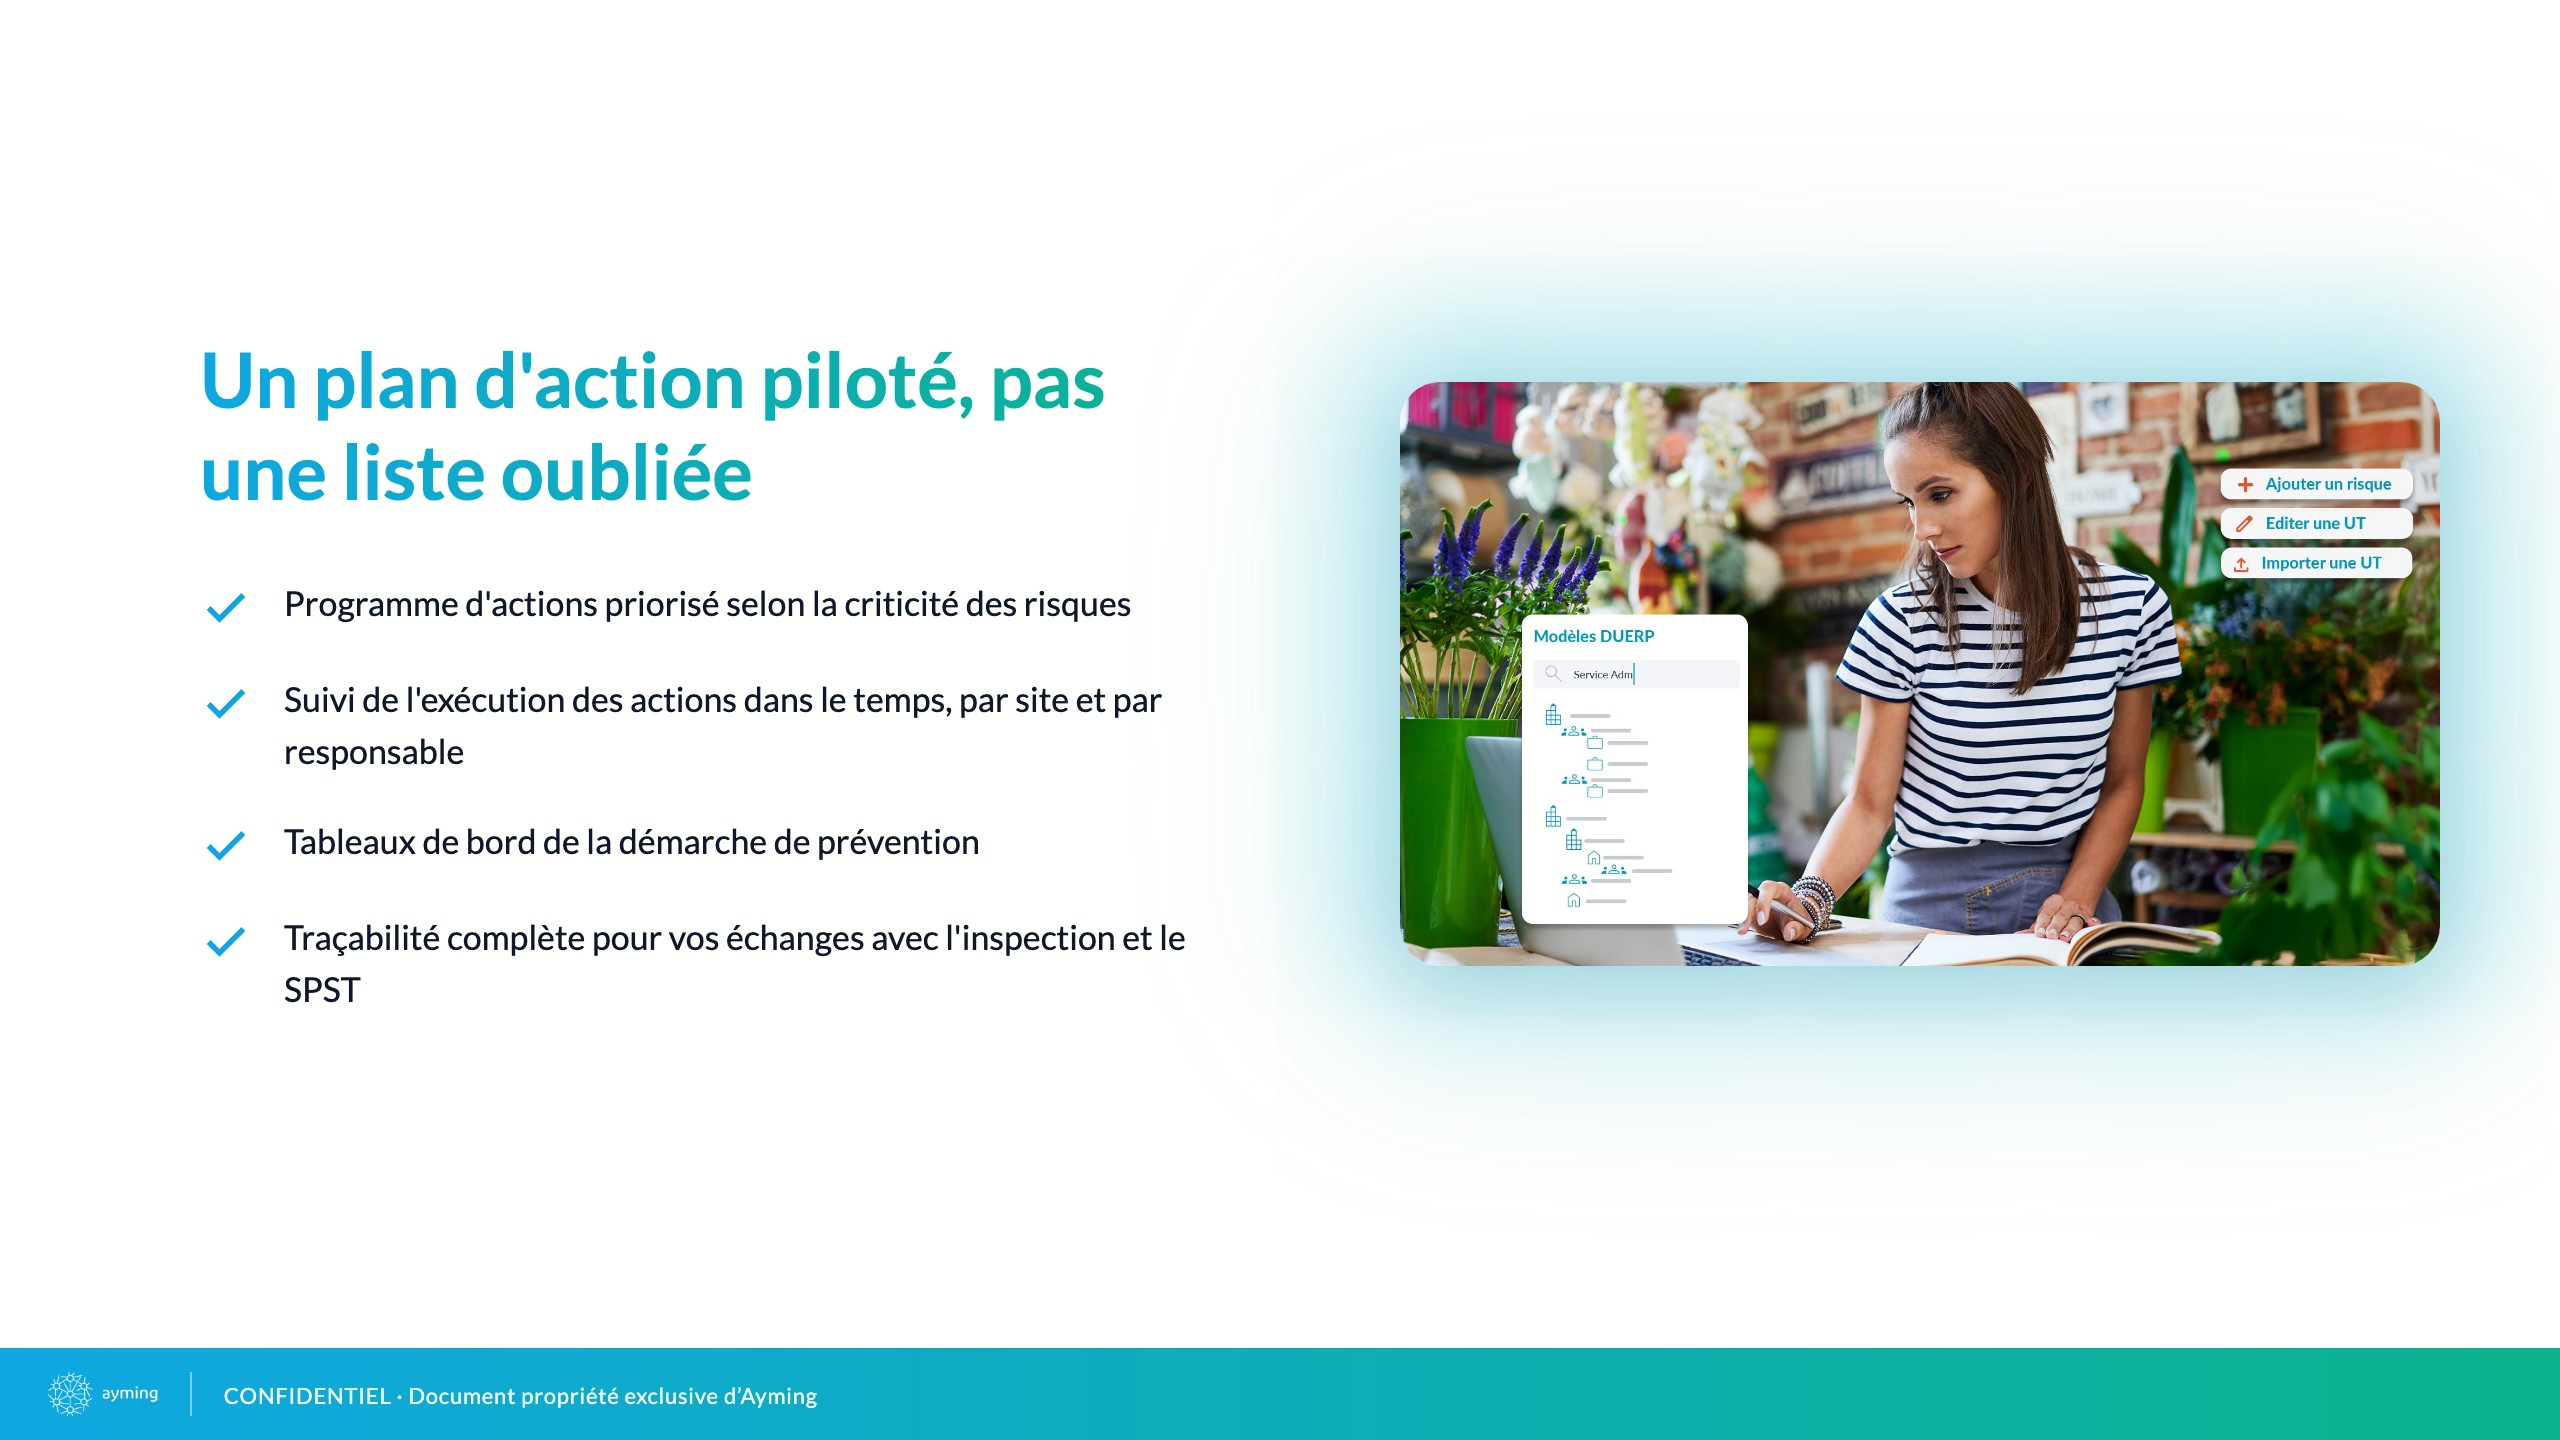 Un plan d'action piloté, pas
une liste oubliée
Programme d'actions priorisé selon la criticité des risques
Suivi de l'exécution des actions dans le temps, par site et par
responsable
Tableaux de bord de la démarche de prévention
Traçabilité complète pour vos échanges avec l'inspection et le
SPST
Ajouter un risque
Editer une UT
Importer une UT
Modèles DUERP
Service Adm
ayming
CONFIDENTIEL · Document propriété exclusive d’Ayming